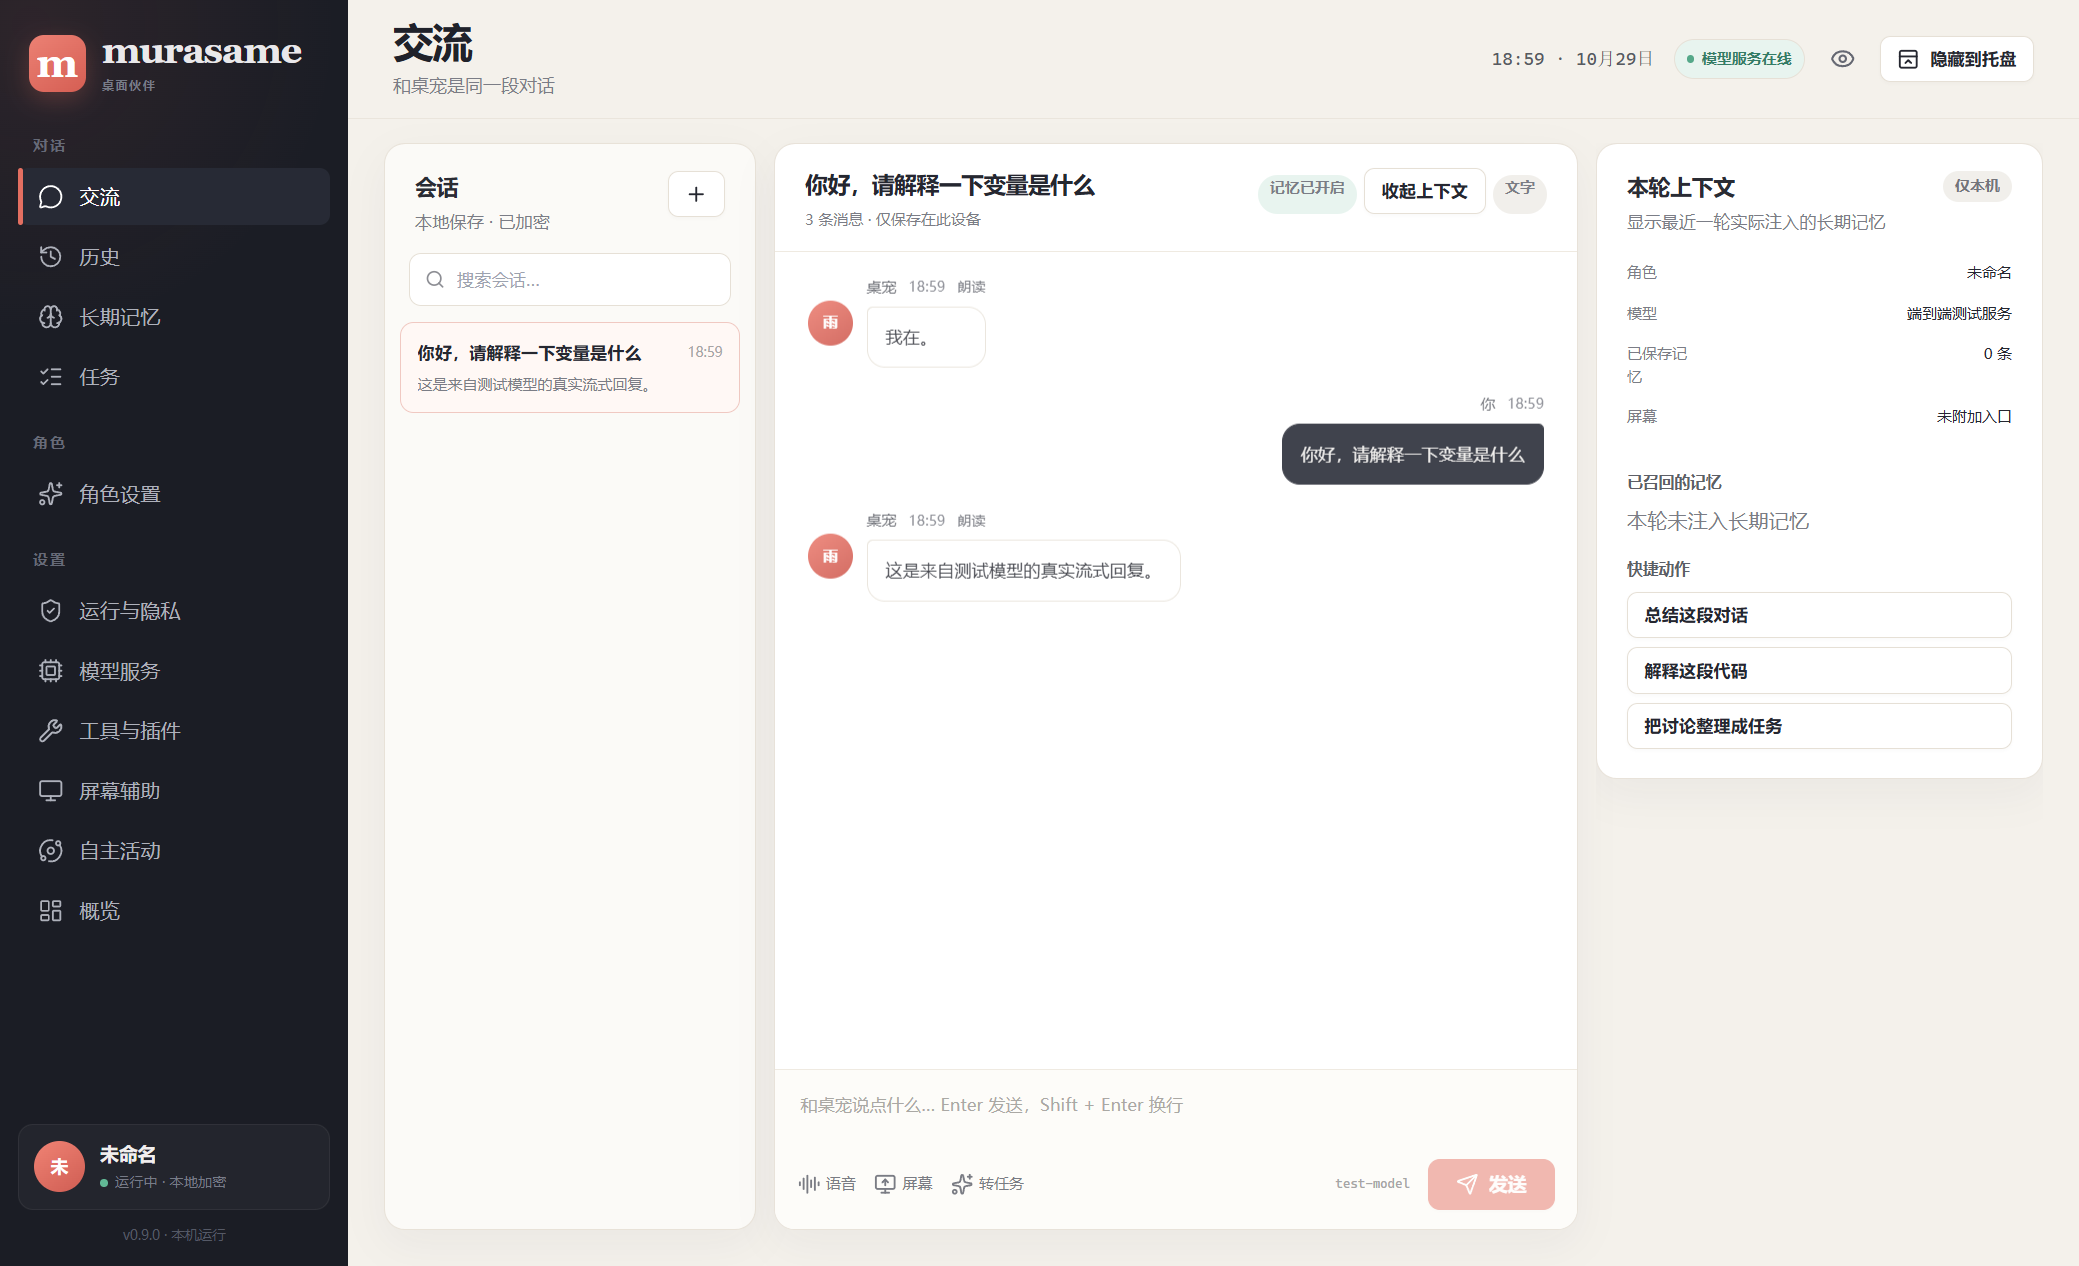 m
murasame
桌面伙伴
对话
交流
历史
长期记忆
任务
角色
角色设置
设置
运行与隐私
模型服务
工具与插件
屏幕辅助
自主活动
概览
未
未命名
运行中 · 本地加密
v0.9.0 · 本机运行
交流
和桌宠是同一段对话
18:59 · 10月29日
模型服务在线
隐藏到托盘
会话
本地保存 · 已加密
搜索会话...
你好，请解释一下变量是什么 18:59
这是来自测试模型的真实流式回复。
你好，请解释一下变量是什么
3 条消息 · 仅保存在此设备
记忆已开启
收起上下文
文字
桌宠 18:59 朗读
雨
我在。
你 18:59
你好，请解释一下变量是什么
桌宠 18:59 朗读
雨
这是来自测试模型的真实流式回复。
和桌宠说点什么... Enter 发送，Shift + Enter 换行
语音
屏幕
转任务
test-model
发送
本轮上下文
仅本机
显示最近一轮实际注入的长期记忆
角色 未命名
模型 端到端测试服务
已保存记 0 条
忆
屏幕 未附加入口
已召回的记忆
本轮未注入长期记忆
快捷动作
总结这段对话
解释这段代码
把讨论整理成任务